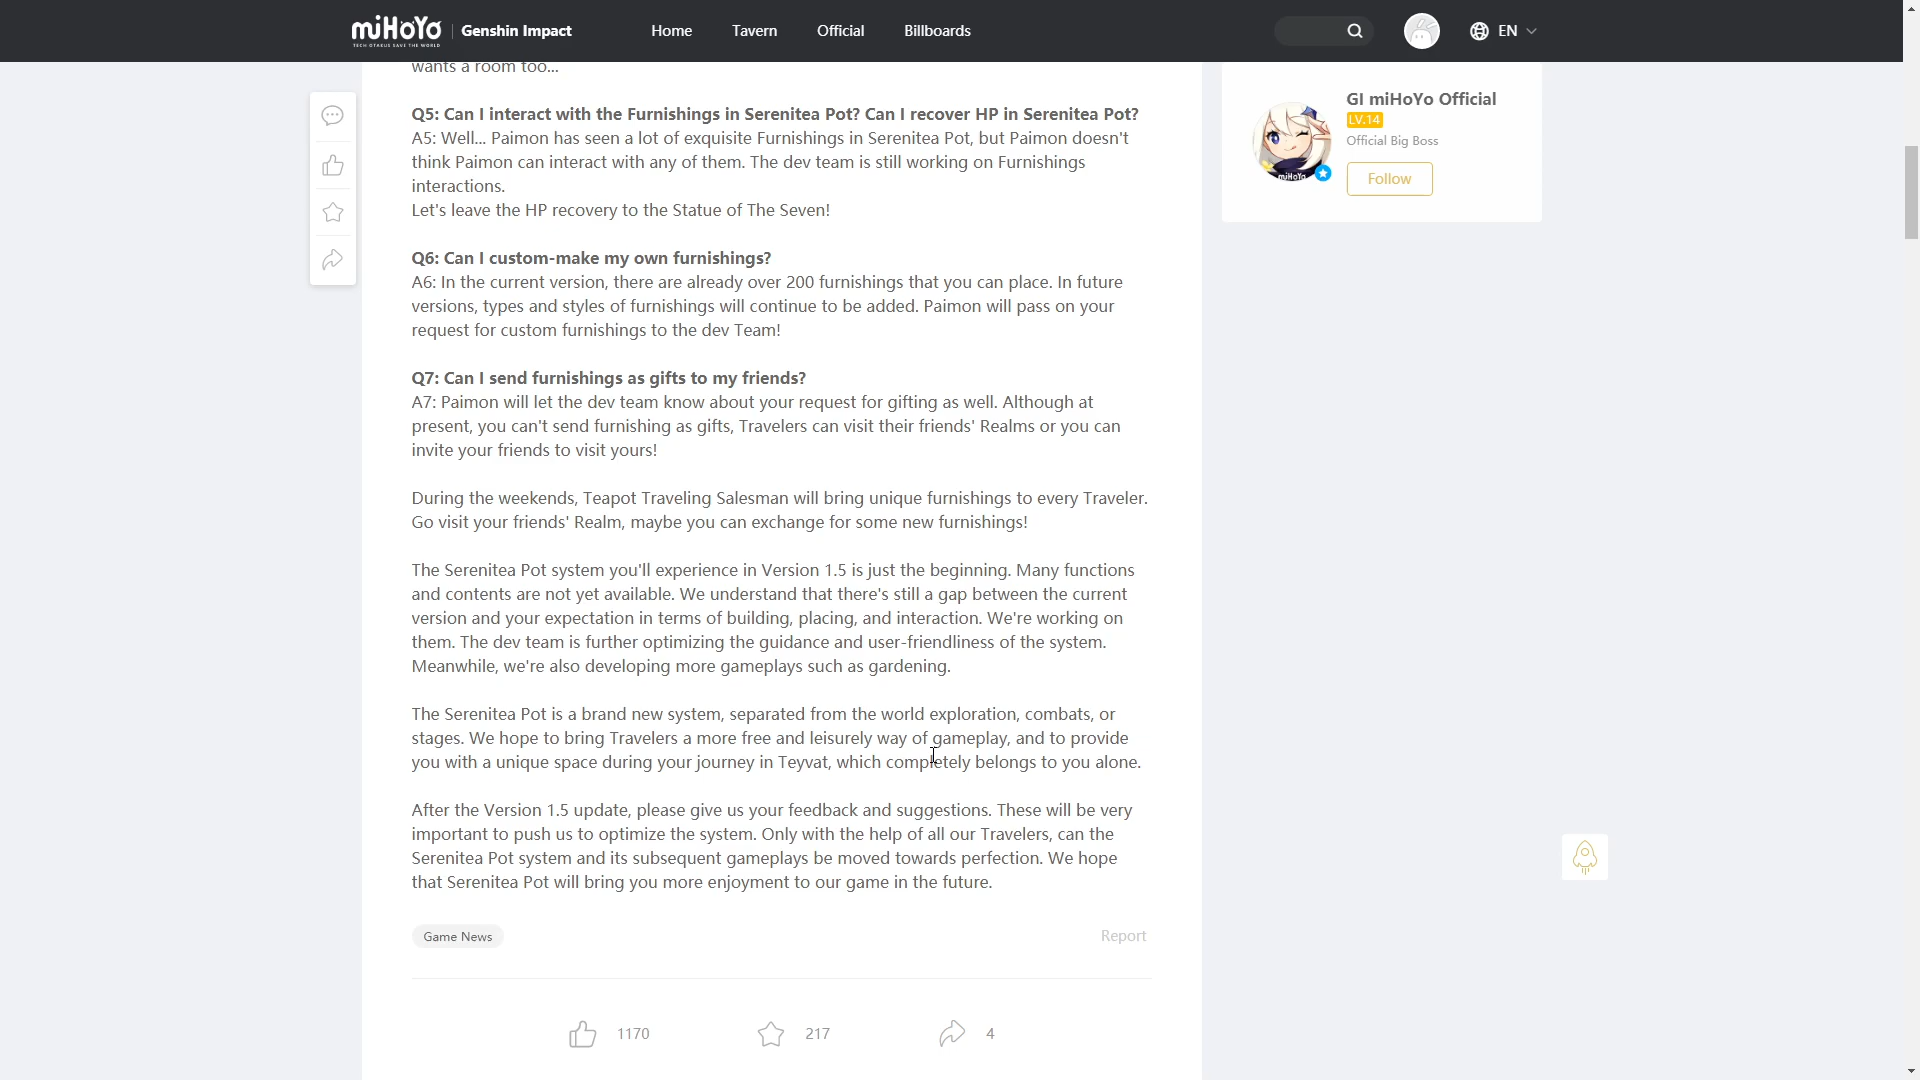 miHoYo
TECH OTAKUS SAVE THE WORLD
Genshin Impact
Home
Tavern
Official
Billboards
EN
wants a room too...
Q5: Can I interact with the Furnishings in Serenitea Pot? Can I recover HP in Serenitea Pot?
A5: Well... Paimon has seen a lot of exquisite Furnishings in Serenitea Pot, but Paimon doesn't
think Paimon can interact with any of them. The dev team is still working on Furnishings
interactions.
Let's leave the HP recovery to the Statue of The Seven!
Q6: Can I custom-make my own furnishings?
A6: In the current version, there are already over 200 furnishings that you can place. In future
versions, types and styles of furnishings will continue to be added. Paimon will pass on your
request for custom furnishings to the dev Team!
Q7: Can I send furnishings as gifts to my friends?
A7: Paimon will let the dev team know about your request for gifting as well. Although at
present, you can't send furnishing as gifts, Travelers can visit their friends' Realms or you can
invite your friends to visit yours!
During the weekends, Teapot Traveling Salesman will bring unique furnishings to every Traveler.
Go visit your friends' Realm, maybe you can exchange for some new furnishings!
The Serenitea Pot system you'll experience in Version 1.5 is just the beginning. Many functions
and contents are not yet available. We understand that there's still a gap between the current
version and your expectation in terms of building, placing, and interaction. We're working on
them. The dev team is further optimizing the guidance and user-friendliness of the system.
Meanwhile, we're also developing more gameplays such as gardening.
The Serenitea Pot is a brand new system, separated from the world exploration, combats, or
stages. We hope to bring Travelers a more free and leisurely way of gameplay, and to provide
you with a unique space during your journey in Teyvat, which completely belongs to you alone.
After the Version 1.5 update, please give us your feedback and suggestions. These will be very
important to push us to optimize the system. Only with the help of all our Travelers, can the
Serenitea Pot system and its subsequent gameplays be moved towards perfection. We hope
that Serenitea Pot will bring you more enjoyment to our game in the future.
Game News
Report
1170
217
4
GI miHoYo Official
LV.14
Official Big Boss
miHoYo
Follow